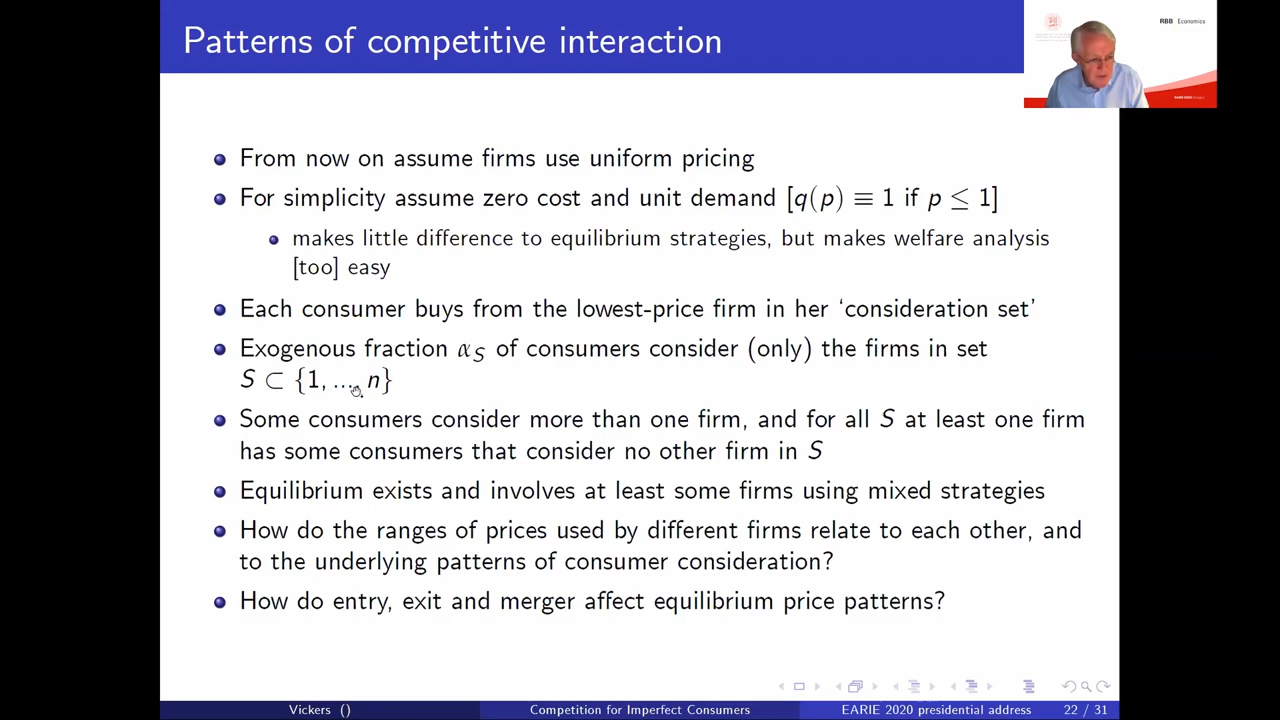 Patterns of competitive interaction
RBB Economics
From now on assume firms use uniform pricing
For simplicity assume zero cost and unit demand [q(p) ≡ 1 if p ≤ 1]
makes little difference to equilibrium strategies, but makes welfare analysis
[too] easy
Each consumer buys from the lowest-price firm in her ‘consideration set’
Exogenous fraction α_S of consumers consider (only) the firms in set
S ⊂ {1, ..., n}
Some consumers consider more than one firm, and for all S at least one firm
has some consumers that consider no other firm in S
Equilibrium exists and involves at least some firms using mixed strategies
How do the ranges of prices used by different firms relate to each other, and
to the underlying patterns of consumer consideration?
How do entry, exit and merger affect equilibrium price patterns?
Vickers () Competition for Imperfect Consumers EARIE 2020 presidential address 22 / 31